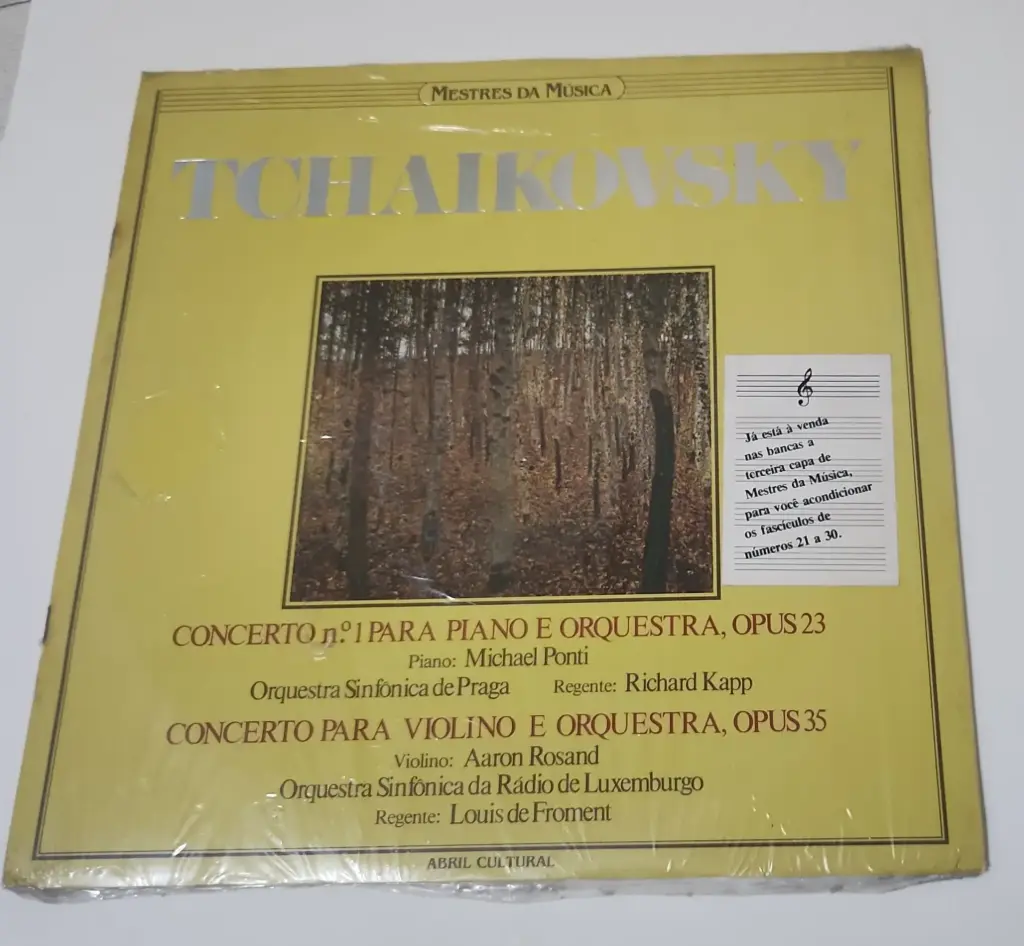 MESTRES DA MÚSICA
TCHAIKOVSKY
Já está à venda
nas bancas a
terceira capa de
Mestres da Música,
para você acondicionar
os fascículos de
números 21 a 30.
CONCERTO n.º 1 PARA PIANO E ORQUESTRA, OPUS 23
Piano: Michael Ponti
Orquestra Sinfônica de Praga Regente: Richard Kapp
CONCERTO PARA VIOLINO E ORQUESTRA, OPUS 35
Violino: Aaron Rosand
Orquestra Sinfônica da Rádio de Luxemburgo
Regente: Louis de Froment
ABRIL CULTURAL